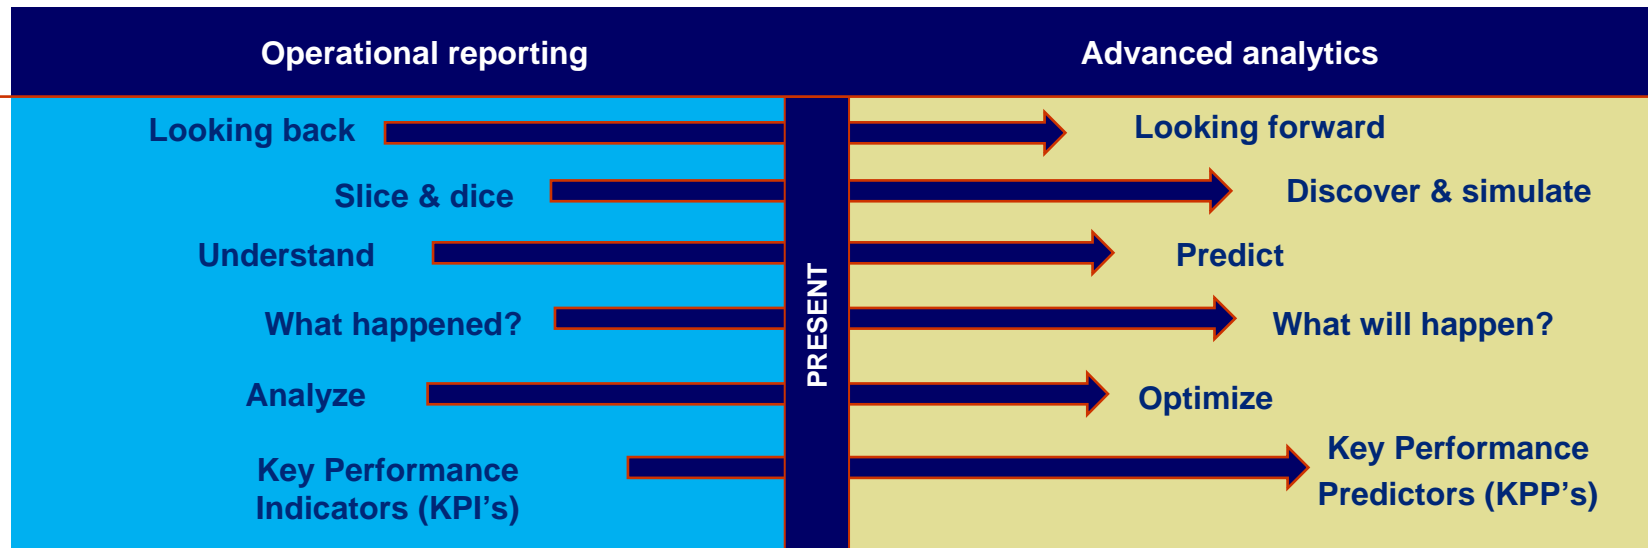 Operational reporting
Advanced analytics
Looking back
Looking forward
Slice & dice
Discover & simulate
Understand
Predict
What happened?
What will happen?
PRESENT
Analyze
Optimize
Key Performance
Indicators (KPI’s)
Key Performance
Predictors (KPP’s)